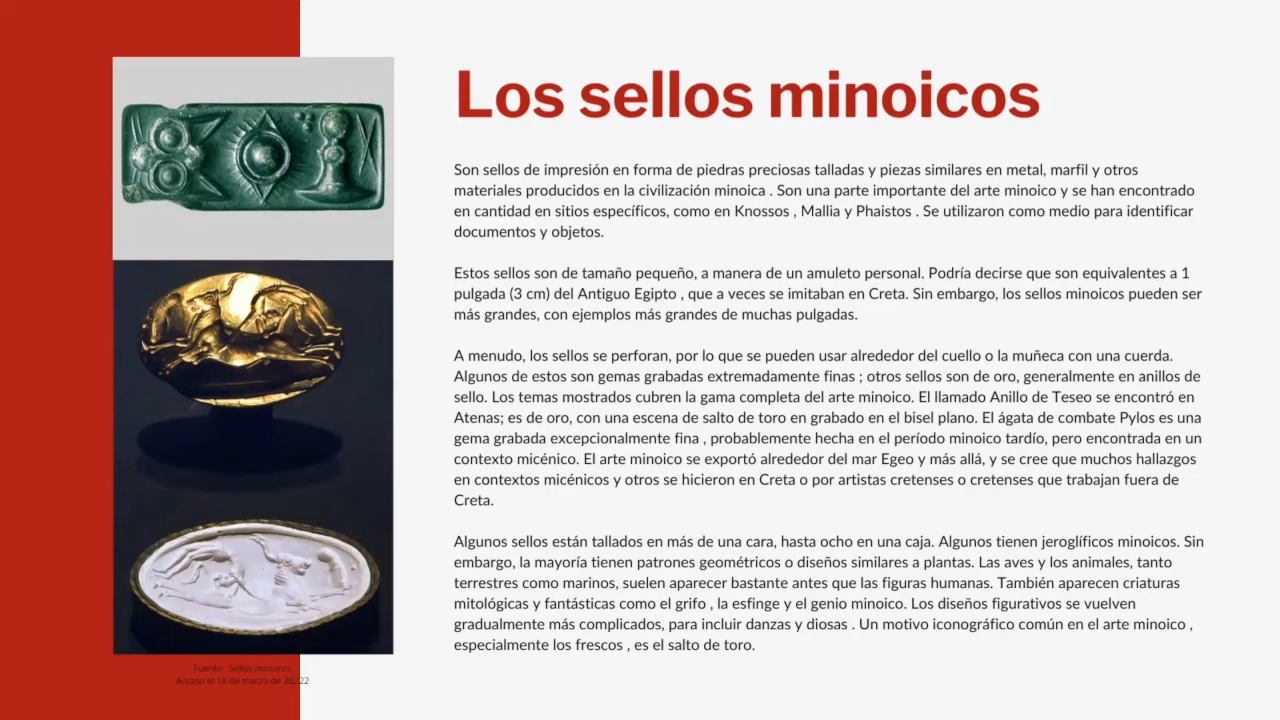 Los sellos minoicos
Son sellos de impresión en forma de piedras preciosas talladas y piezas similares en metal, marfil y otros
materiales producidos en la civilización minoica . Son una parte importante del arte minoico y se han encontrado
en cantidad en sitios específicos, como en Knossos , Mallia y Phaistos . Se utilizaron como medio para identificar
documentos y objetos.
Estos sellos son de tamaño pequeño, a manera de un amuleto personal. Podría decirse que son equivalentes a 1
pulgada (3 cm) del Antiguo Egipto , que a veces se imitaban en Creta. Sin embargo, los sellos minoicos pueden ser
más grandes, con ejemplos más grandes de muchas pulgadas.
A menudo, los sellos se perforan, por lo que se pueden usar alrededor del cuello o la muñeca con una cuerda.
Algunos de estos son gemas grabadas extremadamente finas ; otros sellos son de oro, generalmente en anillos de
sello. Los temas mostrados cubren la gama completa del arte minoico. El llamado Anillo de Teseo se encontró en
Atenas; es de oro, con una escena de salto de toro en grabado en el bisel plano. El ágata de combate Pylos es una
gema grabada excepcionalmente fina , probablemente hecha en el período minoico tardío, pero encontrada en un
contexto micénico. El arte minoico se exportó alrededor del mar Egeo y más allá, y se cree que muchos hallazgos
en contextos micénicos y otros se hicieron en Creta o por artistas cretenses o cretenses que trabajan fuera de
Creta.
Algunos sellos están tallados en más de una cara, hasta ocho en una caja. Algunos tienen jeroglíficos minoicos. Sin
embargo, la mayoría tienen patrones geométricos o diseños similares a plantas. Las aves y los animales, tanto
terrestres como marinos, suelen aparecer bastante antes que las figuras humanas. También aparecen criaturas
mitológicas y fantásticas como el grifo , la esfinge y el genio minoico. Los diseños figurativos se vuelven
gradualmente más complicados, para incluir danzas y diosas . Un motivo iconográfico común en el arte minoico ,
especialmente los frescos , es el salto de toro.
Fuente: Sellos minoicos
Acceso el 18 de marzo de 20222